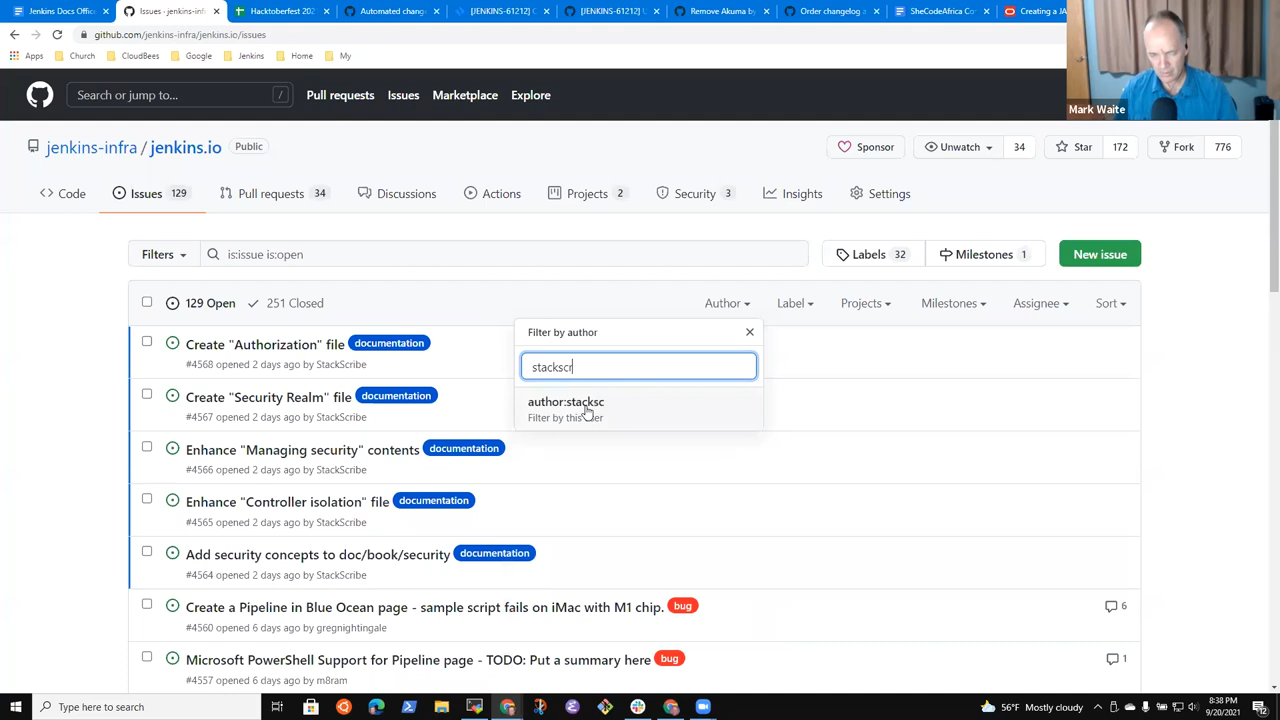 Jenkins Docs Offic
Issues · jenkins-infra
Hacktoberfest 202
Automated change
[JENKINS-61212] C
[JENKINS-61212] U
Remove Akuma by
Order changelog a
SheCodeAfrica Co
Creating a JA
github.com/jenkins-infra/jenkins.io/issues
Apps
Church
CloudBees
Google
Jenkins
Home
My
Mark Waite
Search or jump to...
/
Pull requests
Issues
Marketplace
Explore
jenkins-infra / jenkins.io
Public
Sponsor
Unwatch
34
Star
172
Fork
776
Code
Issues 129
Pull requests 34
Discussions
Actions
Projects 2
Security 3
Insights
Settings
Filters
is:issue is:open
Labels 32
Milestones 1
New issue
129 Open
251 Closed
Author
Label
Projects
Milestones
Assignee
Sort
Filter by author
stackscr
author:stacksc
Filter by this user
Create "Authorization" file documentation
#4568 opened 2 days ago by StackScribe
Create "Security Realm" file documentation
#4567 opened 2 days ago by StackScribe
Enhance "Managing security" contents documentation
#4566 opened 2 days ago by StackScribe
Enhance "Controller isolation" file documentation
#4565 opened 2 days ago by StackScribe
Add security concepts to doc/book/security documentation
#4564 opened 2 days ago by StackScribe
Create a Pipeline in Blue Ocean page - sample script fails on iMac with M1 chip. bug
6
#4560 opened 6 days ago by gregnightingale
Microsoft PowerShell Support for Pipeline page - TODO: Put a summary here bug
1
#4557 opened 6 days ago by m8ram
Type here to search
56°F Mostly cloudy
8:38 PM
9/20/2021
12